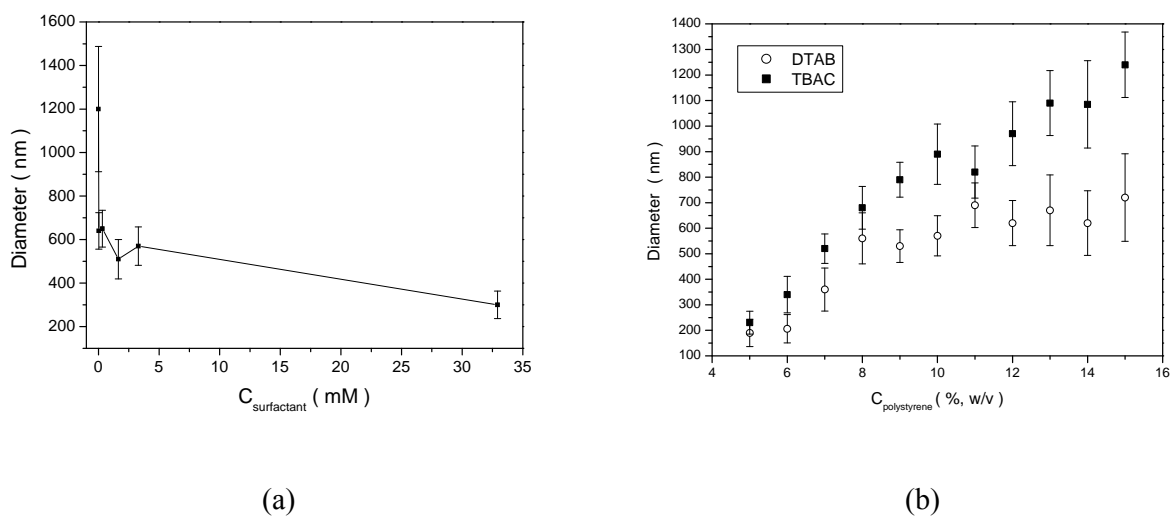 1600
1400
1200
1000
800
600
400
200
0 5 10 15 20 25 30 35
Diameter ( nm )
C surfactant ( mM )
(a)
1400
1300
1200
1100
1000
900
800
700
600
500
400
300
200
100
4 6 8 10 12 14 16
Diameter (nm)
C polystyrene ( %, w/v )
DTAB
TBAC
(b)